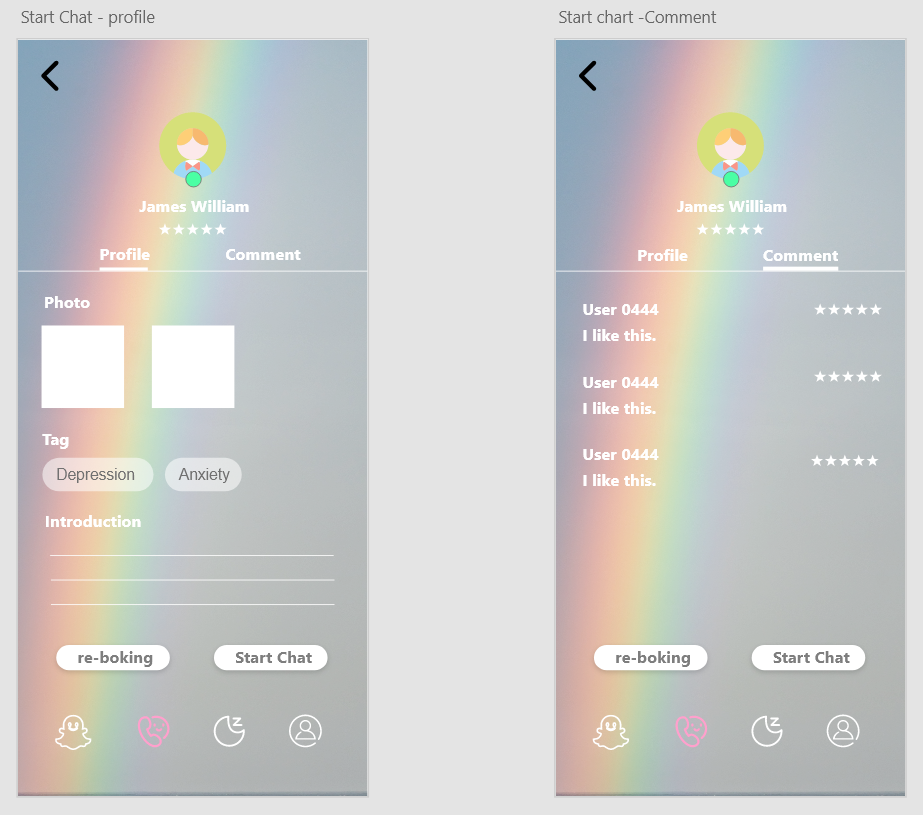 Start Chat - profile
James William
Profile Comment
Photo
Tag
Depression Anxiety
Introduction
re-boking Start Chat
Start chart -Comment
James William
Profile Comment
User 0444
I like this.
User 0444
I like this.
User 0444
I like this.
re-boking Start Chat